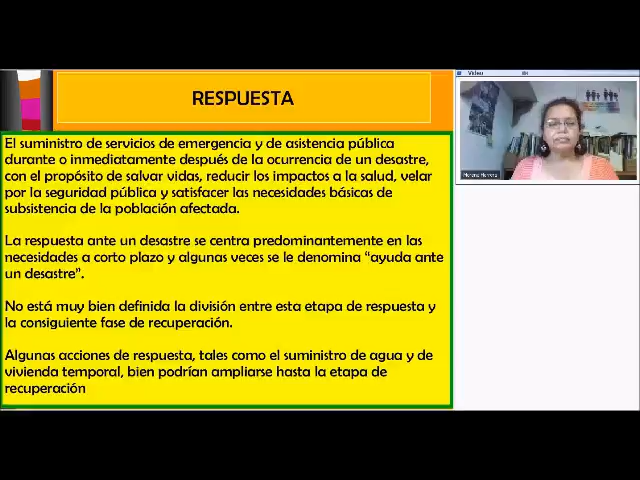 RESPUESTA
El suministro de servicios de emergencia y de asistencia pública
durante o inmediatamente después de la ocurrencia de un desastre,
con el propósito de salvar vidas, reducir los impactos a la salud, velar
por la seguridad pública y satisfacer las necesidades básicas de
subsistencia de la población afectada.
La respuesta ante un desastre se centra predominantemente en las
necesidades a corto plazo y algunas veces se le denomina “ayuda ante
un desastre”.
No está muy bien definida la división entre esta etapa de respuesta y
la consiguiente fase de recuperación.
Algunas acciones de respuesta, tales como el suministro de agua y de
vivienda temporal, bien podrían ampliarse hasta la etapa de
recuperación
Video